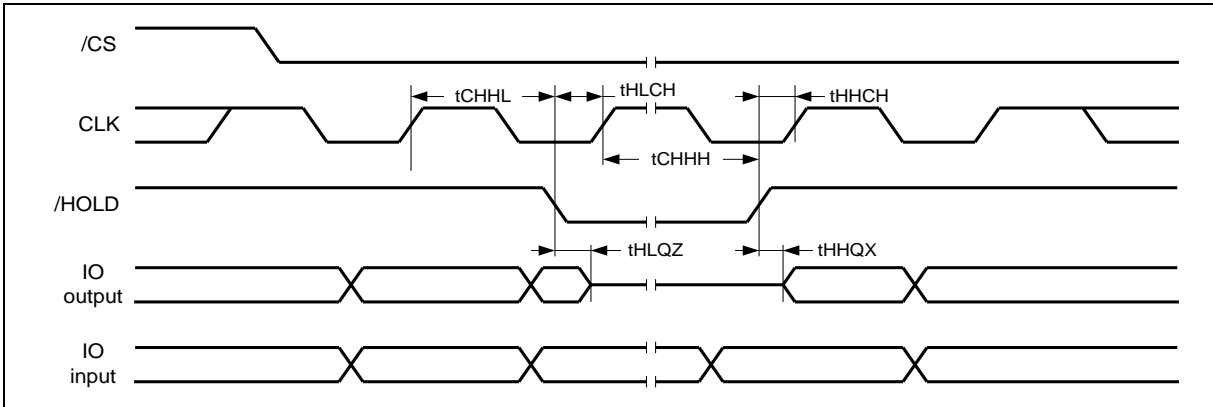 /CS
tCHHL
tHLCH
tHHCH
CLK
tCHHH
/HOLD
tHLQZ
tHHQX
IO
output
IO
input